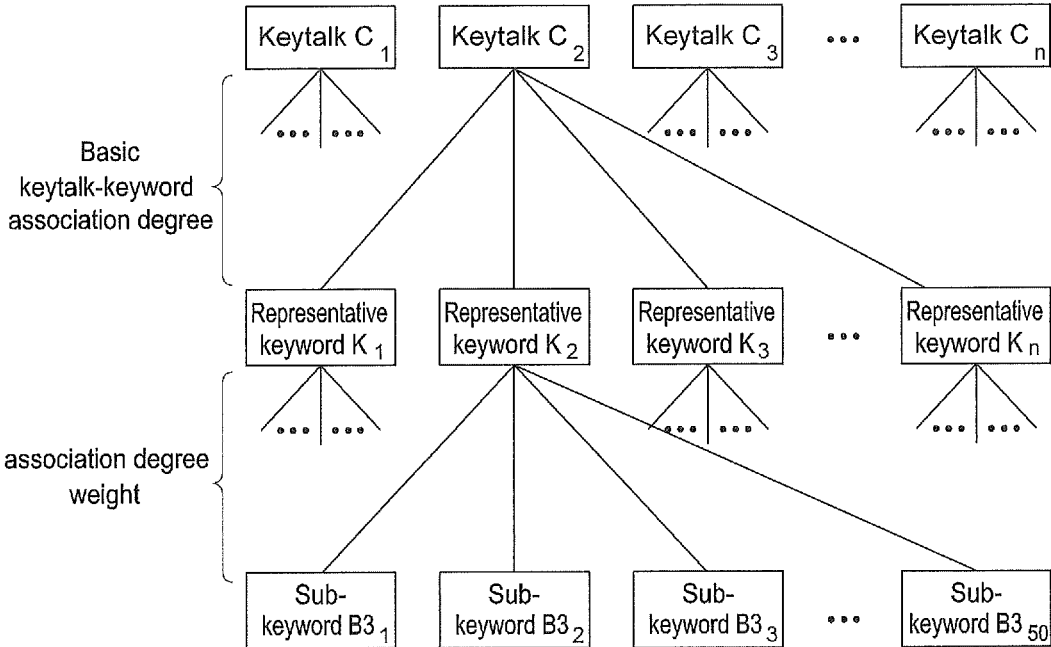 Keytalk C1
Keytalk C2
Keytalk C3
•••
Keytalk Cn
••• •••
••• •••
••• •••
Basic
keytalk-keyword
association degree
Representative
keyword K1
Representative
keyword K2
Representative
keyword K3
•••
Representative
keyword Kn
••• •••
••• •••
••• •••
association degree
weight
Sub-
keyword B31
Sub-
keyword B32
Sub-
keyword B33
•••
Sub-
keyword B350